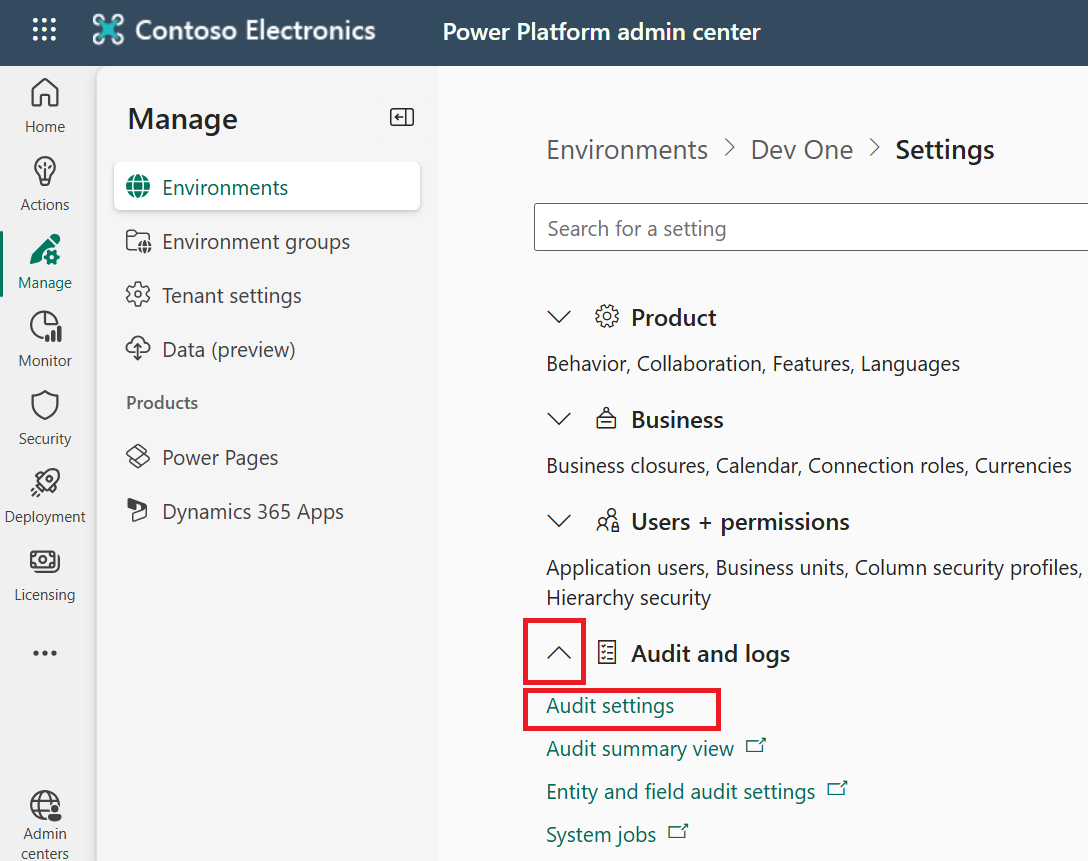 Contoso Electronics
Power Platform admin center
Home
Actions
Manage
Monitor
Security
Deployment
Licensing
Admin
centers
Manage
Environments
Environment groups
Tenant settings
Data (preview)
Products
Power Pages
Dynamics 365 Apps
Environments > Dev One > Settings
Search for a setting
Product
Behavior, Collaboration, Features, Languages
Business
Business closures, Calendar, Connection roles, Currencies
Users + permissions
Application users, Business units, Column security profiles,
Hierarchy security
Audit and logs
Audit settings
Audit summary view
Entity and field audit settings
System jobs